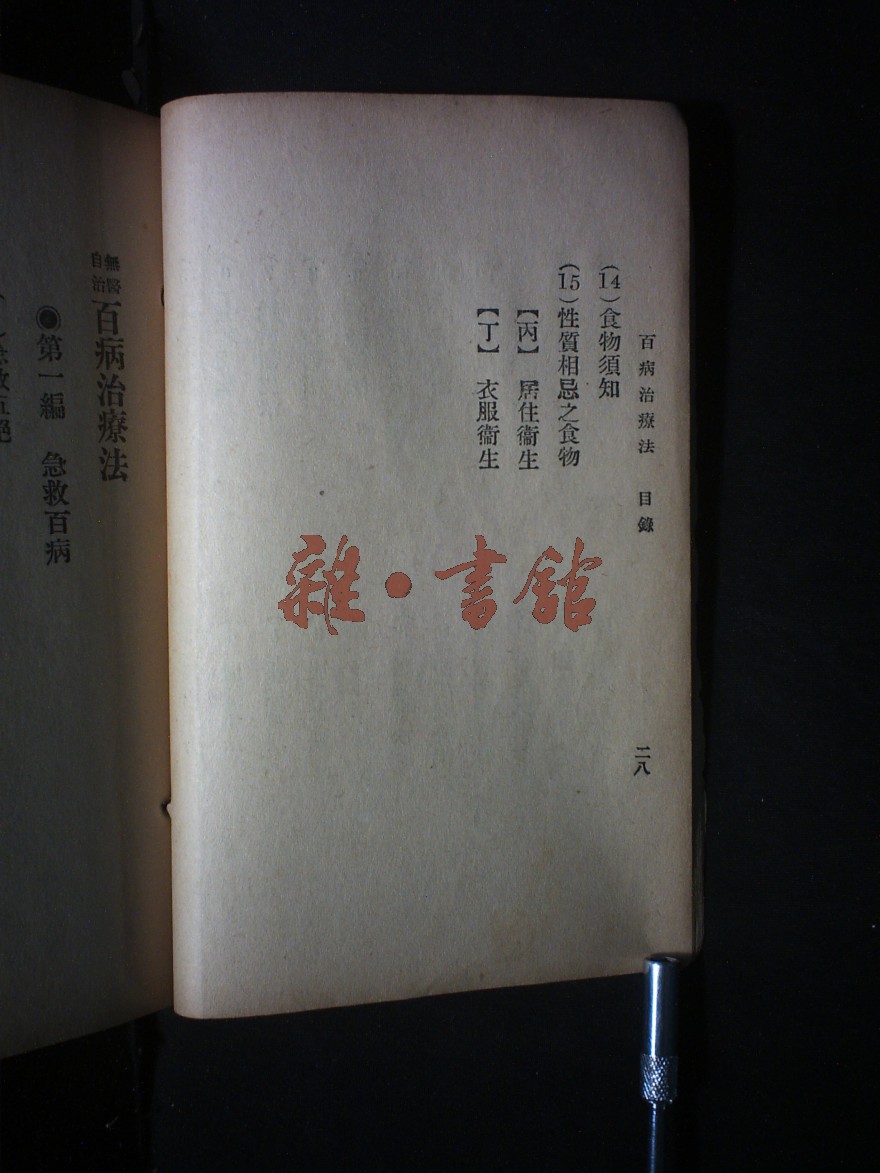 百病治療法 目錄
二八
(14)食物須知
(15)性質相忌之食物
【丙】 居住衞生
【丁】 衣服衞生
雜·書館
無醫自治百病治療法
◉第一編 急救百病